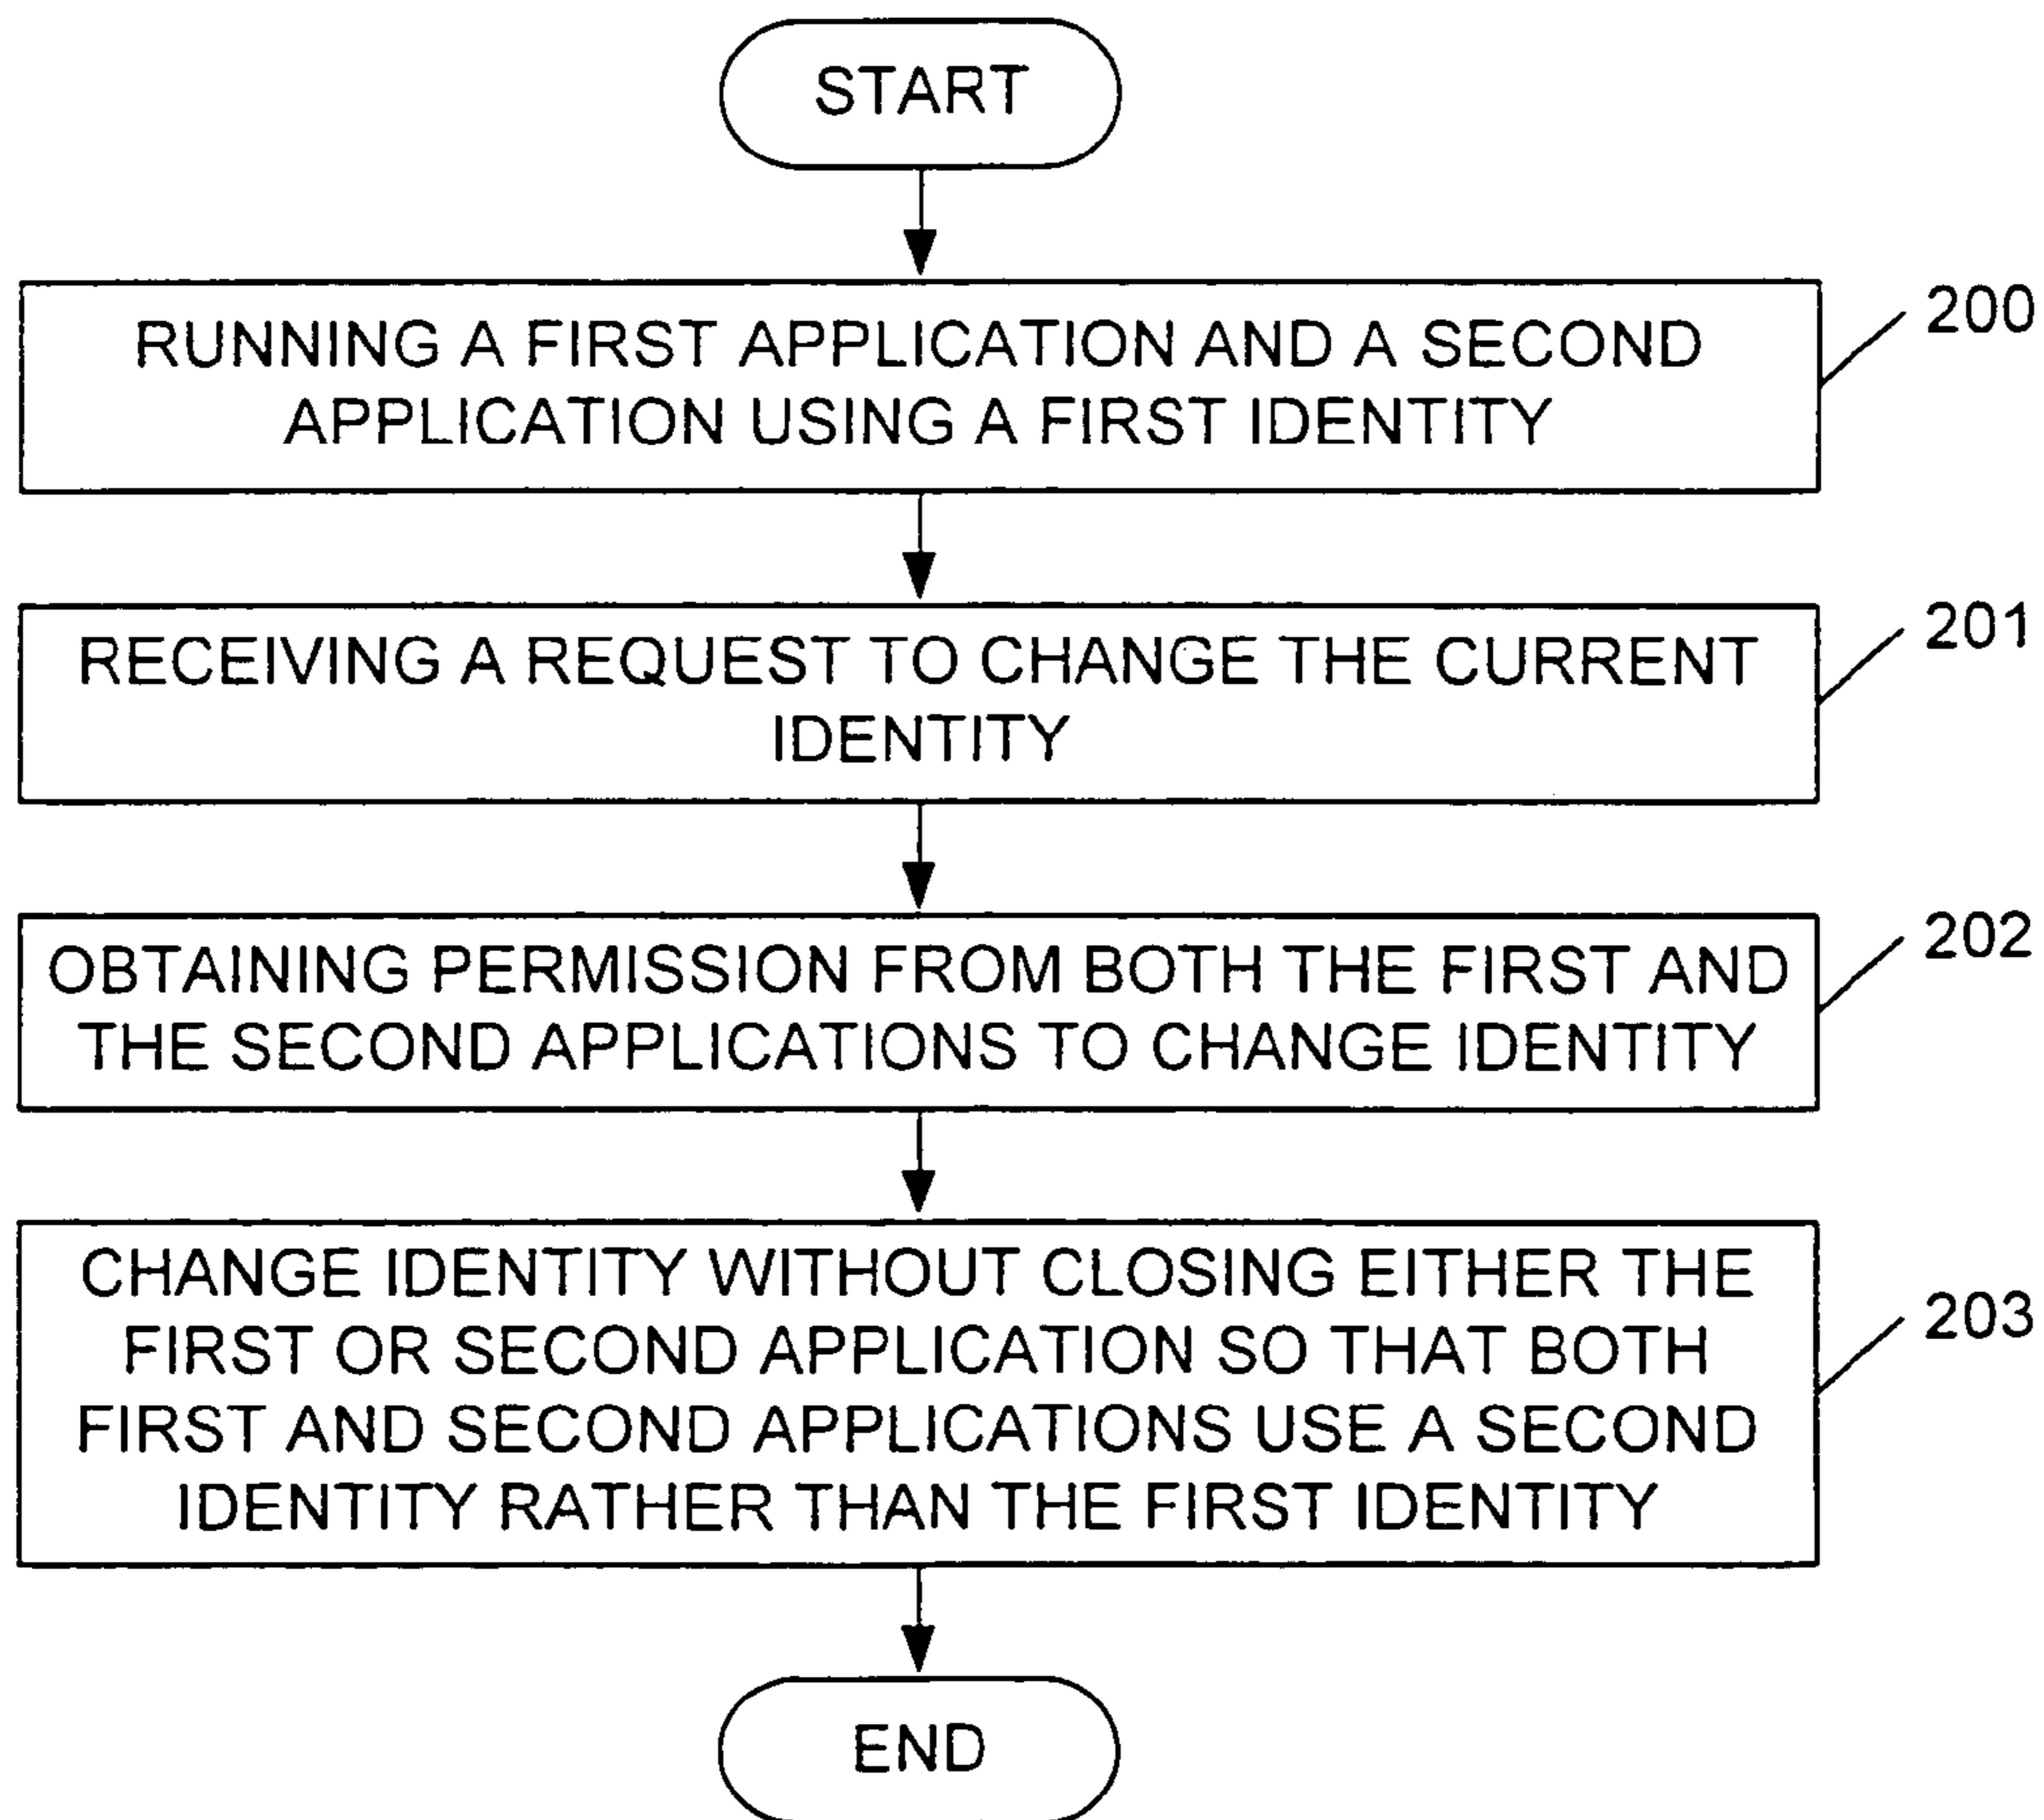 START
RUNNING A FIRST APPLICATION AND A SECOND
APPLICATION USING A FIRST IDENTITY
200
RECEIVING A REQUEST TO CHANGE THE CURRENT
IDENTITY
201
OBTAINING PERMISSION FROM BOTH THE FIRST AND
THE SECOND APPLICATIONS TO CHANGE IDENTITY
202
CHANGE IDENTITY WITHOUT CLOSING EITHER THE
FIRST OR SECOND APPLICATION SO THAT BOTH
FIRST AND SECOND APPLICATIONS USE A SECOND
IDENTITY RATHER THAN THE FIRST IDENTITY
203
END